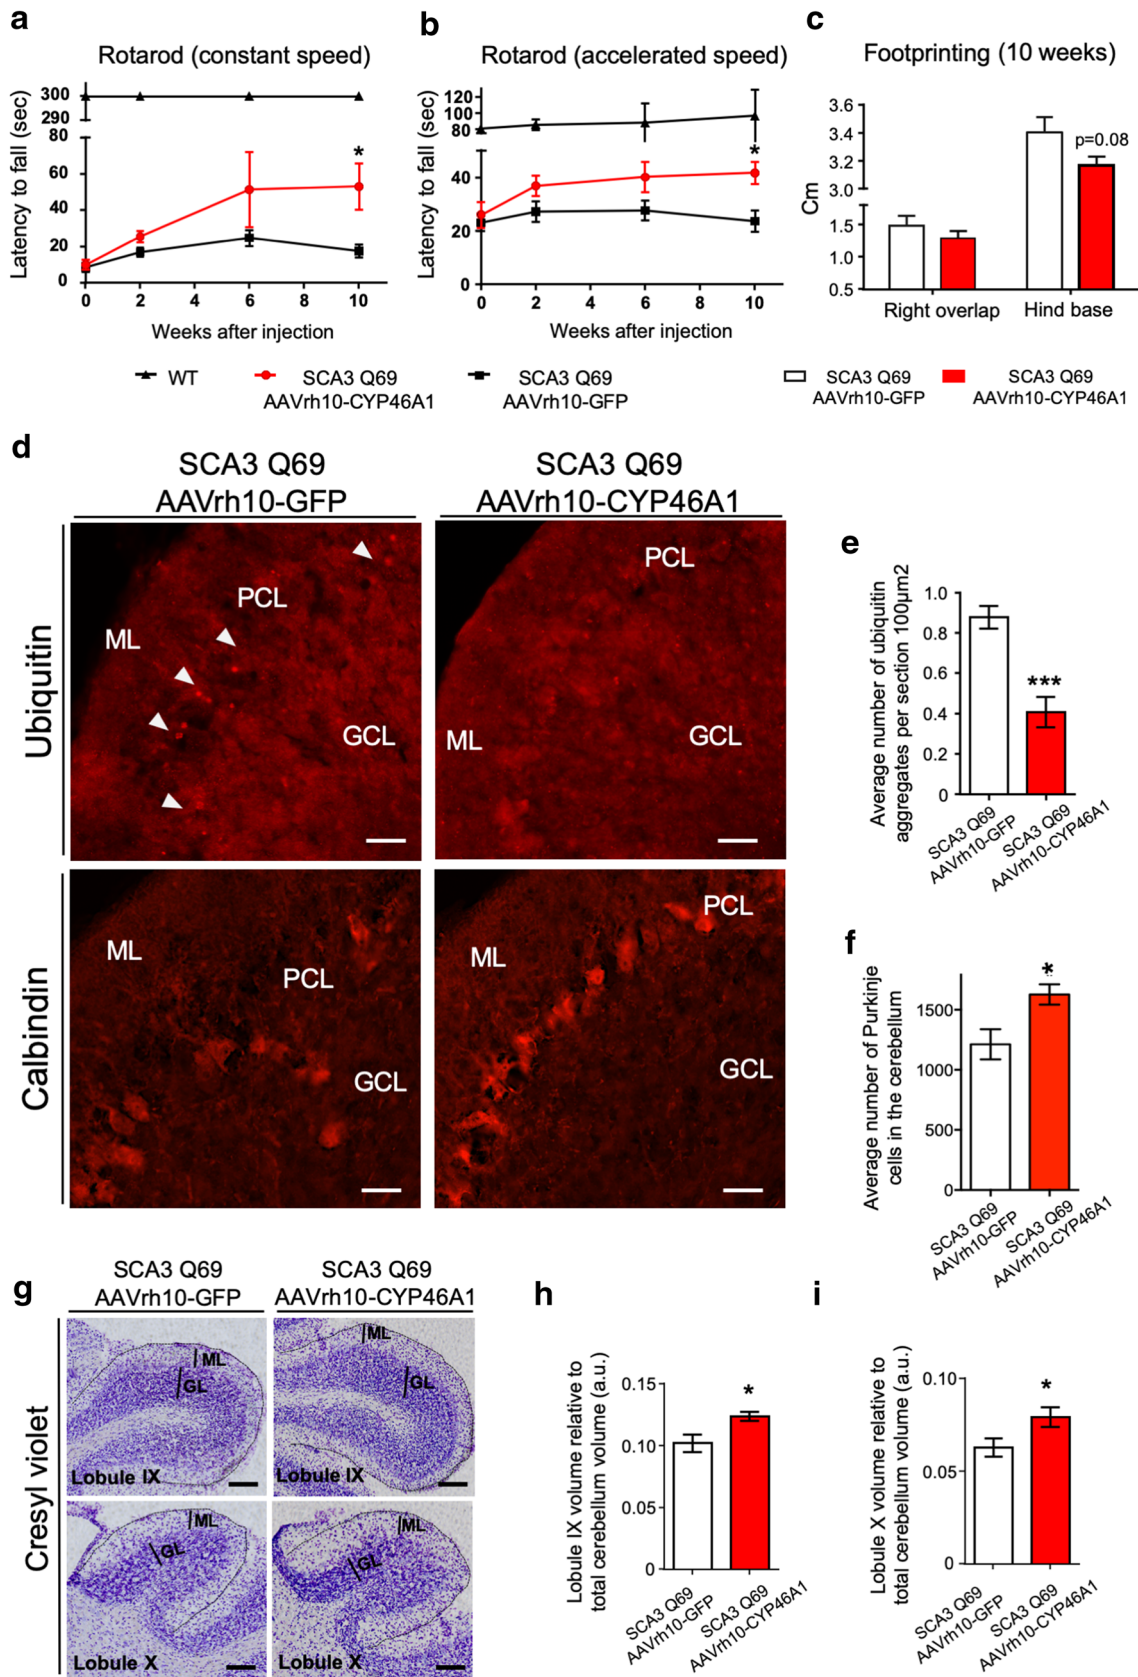 a
Rotarod (constant speed)
Latency to fall (sec)
300
290
80
60
40
20
0
0 2 4 6 8 10
*
Weeks after injection
b
Rotarod (accelerated speed)
Latency to fall (sec)
120
100
80
40
20
0
0 2 4 6 8 10
*
Weeks after injection
c
Footprinting (10 weeks)
Cm
3.6
3.4
3.2
3.0
1.5
1.0
0.5
p=0.08
Right overlap Hind base
WT
SCA3 Q69
AAVrh10-CYP46A1
SCA3 Q69
AAVrh10-GFP
SCA3 Q69
AAVrh10-GFP
SCA3 Q69
AAVrh10-CYP46A1
d
SCA3 Q69
AAVrh10-GFP
SCA3 Q69
AAVrh10-CYP46A1
Ubiquitin
ML
PCL
GCL
PCL
ML
GCL
Calbindin
ML
PCL
GCL
PCL
ML
GCL
e
Average number of ubiquitin
aggregates per section 100µm2
1.0
0.8
0.6
0.4
0.2
0
***
SCA3 Q69
AAVrh10-GFP
SCA3 Q69
AAVrh10-CYP46A1
f
Average number of Purkinje
cells in the cerebellum
1500
1000
500
0
*
SCA3 Q69
AAVrh10-GFP
SCA3 Q69
AAVrh10-CYP46A1
g
SCA3 Q69
AAVrh10-GFP
SCA3 Q69
AAVrh10-CYP46A1
Cresyl violet
ML
GL
Lobule IX
ML
GL
Lobule IX
ML
GL
Lobule X
ML
GL
Lobule X
h
Lobule IX volume relative to
total cerebellum volume (a.u.)
0.15
0.10
0.05
0
*
SCA3 Q69
AAVrh10-GFP
SCA3 Q69
AAVrh10-CYP46A1
i
Lobule X volume relative to
total cerebellum volume (a.u.)
0.10
0.05
0
*
SCA3 Q69
AAVrh10-GFP
SCA3 Q69
AAVrh10-CYP46A1